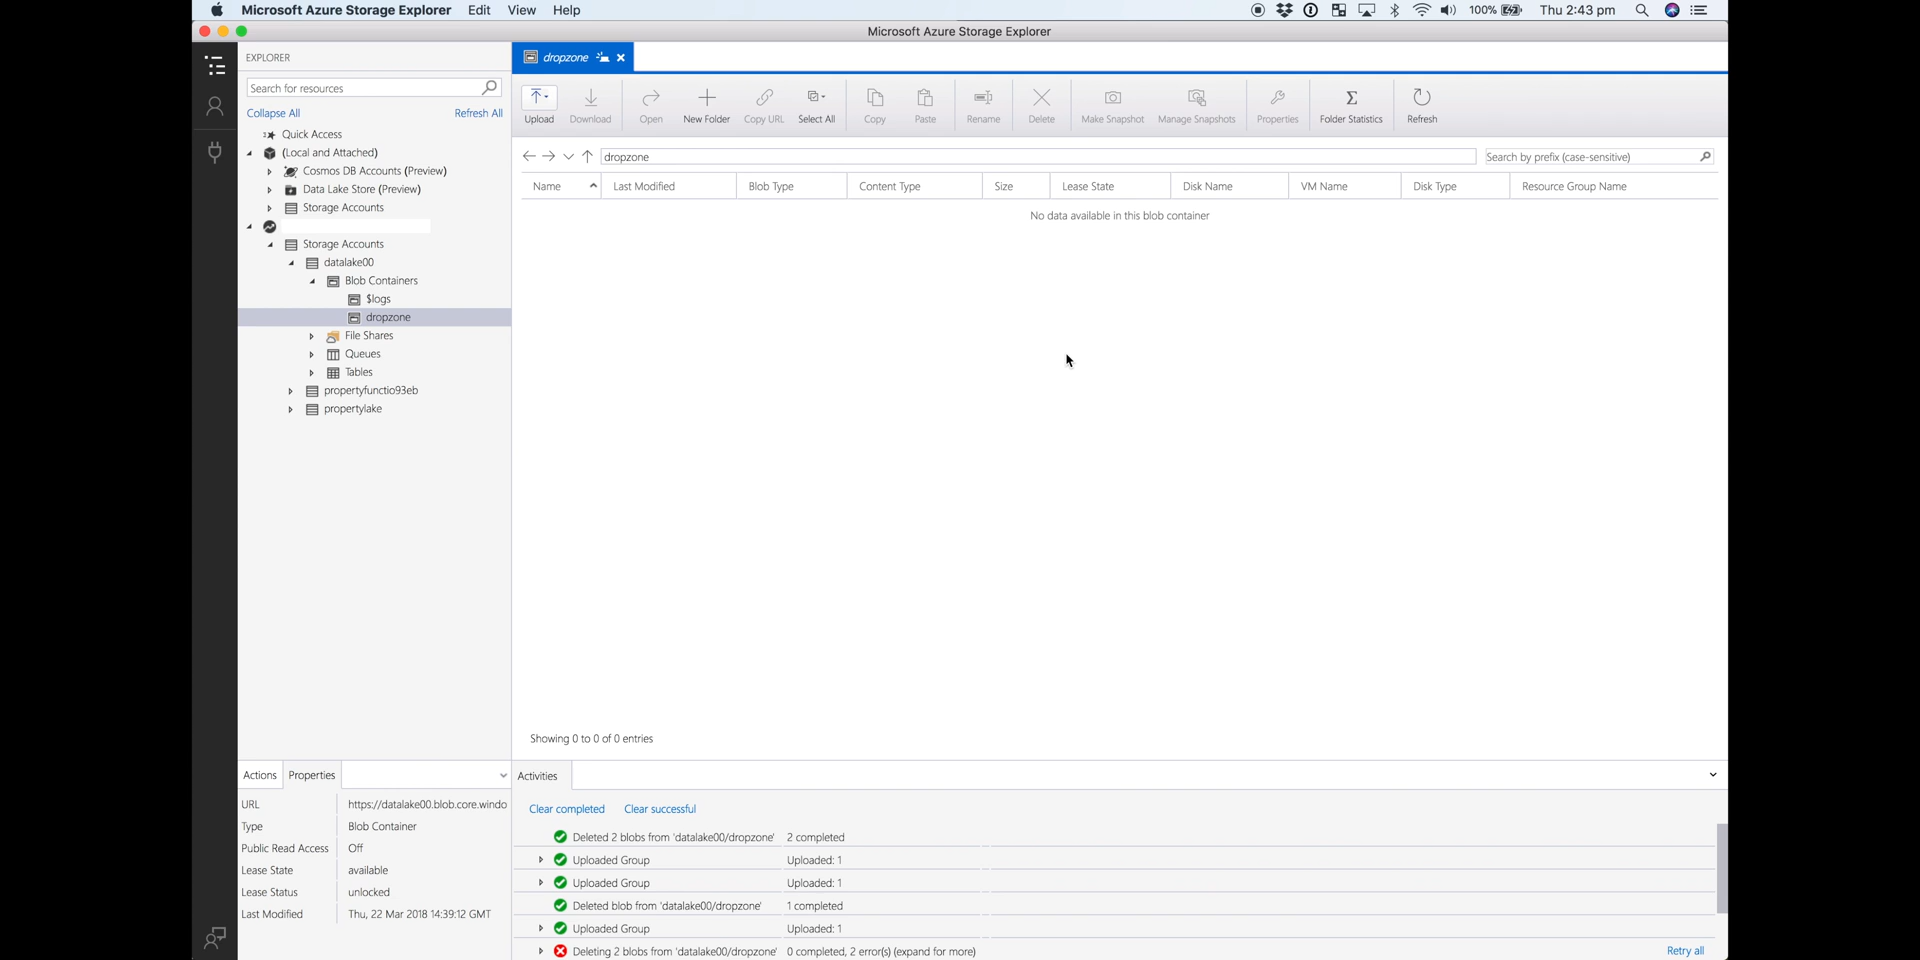 Microsoft Azure Storage Explorer Edit View Help 100% Thu 2:43 pm
Microsoft Azure Storage Explorer
EXPLORER
Search for resources
Collapse All Refresh All
Quick Access
(Local and Attached)
Cosmos DB Accounts (Preview)
Data Lake Store (Preview)
Storage Accounts
Storage Accounts
datalake00
Blob Containers
$logs
dropzone
File Shares
Queues
Tables
propertyfunctio93eb
propertylake
dropzone
Upload Download Open New Folder Copy URL Select All Copy Paste Rename Delete Make Snapshot Manage Snapshots Properties Folder Statistics Refresh
dropzone Search by prefix (case-sensitive)
Name Last Modified Blob Type Content Type Size Lease State Disk Name VM Name Disk Type Resource Group Name
No data available in this blob container
Showing 0 to 0 of 0 entries
Actions Properties
URL https://datalake00.blob.core.windo
Type Blob Container
Public Read Access Off
Lease State available
Lease Status unlocked
Last Modified Thu, 22 Mar 2018 14:39:12 GMT
Activities
Clear completed Clear successful
Deleted 2 blobs from 'datalake00/dropzone' 2 completed
Uploaded Group Uploaded: 1
Uploaded Group Uploaded: 1
Deleted blob from 'datalake00/dropzone' 1 completed
Uploaded Group Uploaded: 1
Deleting 2 blobs from 'datalake00/dropzone' 0 completed, 2 error(s) (expand for more) Retry all